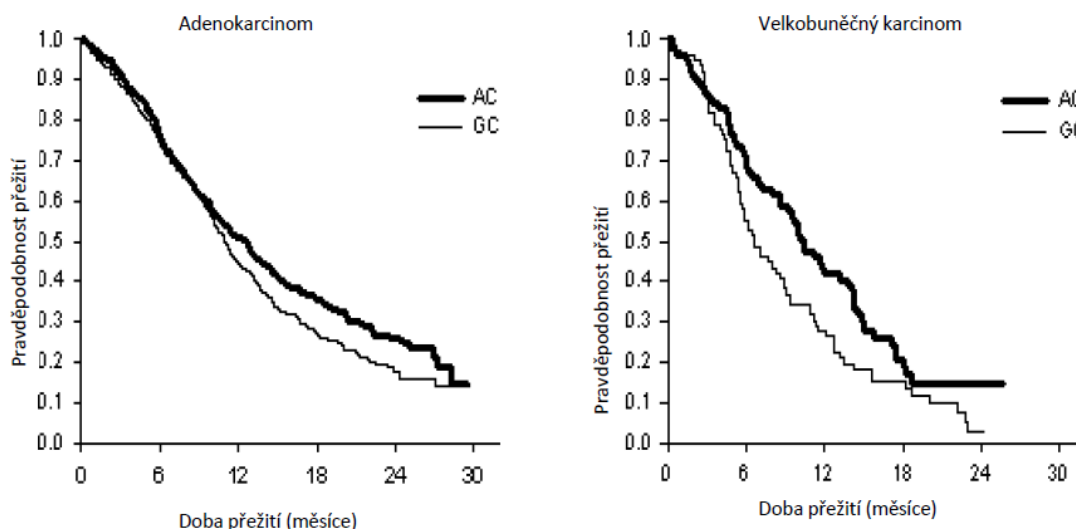 Adenokarcinom
Pravděpodobnost přežití
1.0
0.9
0.8
0.7
0.6
0.5
0.4
0.3
0.2
0.1
0.0
AC
GC
0 6 12 18 24 30
Doba přežití (měsíce)
Velkobuněčný karcinom
Pravděpodobnost přežití
1.0
0.9
0.8
0.7
0.6
0.5
0.4
0.3
0.2
0.1
0.0
0 6 12 18 24 30
Doba přežití (měsíce)